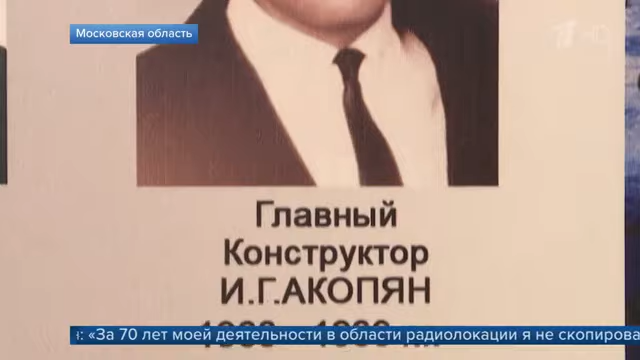 Московская область
Главный
Конструктор
И.Г.АКОПЯН
«За 70 лет моей деятельности в области радиолокации я не скопирова